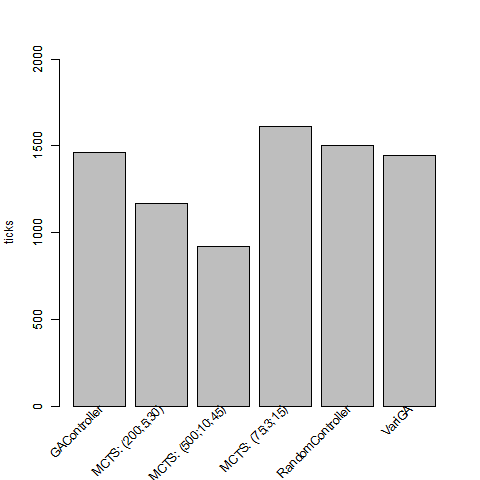 2000
1500
1000
500
0
ticks
GAController
MCTS: (200;5;30)
MCTS: (500;10;45)
MCTS: (75;3;15)
RandomController
VariGA